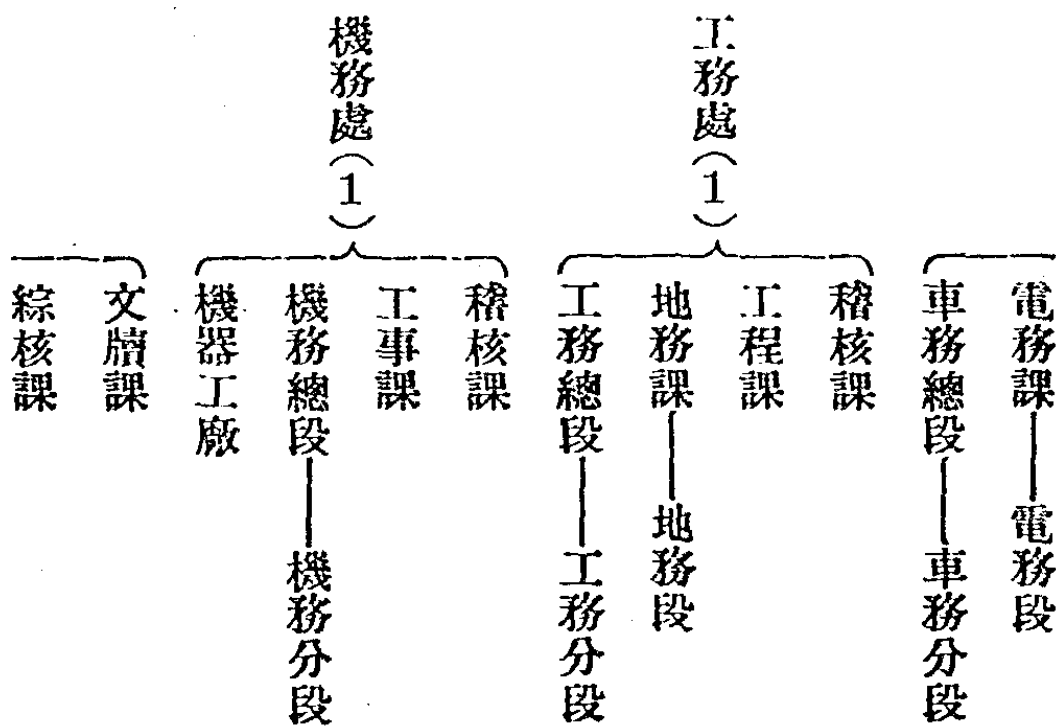 電務課——電務段
車務總段——車務分段
工務處(1)
稽核課
工程課
地務課——地務段
工務總段——工務分段
機務處(1)
稽核課
工事課
機務總段——機務分段
機器工廠
文牘課
綜核課